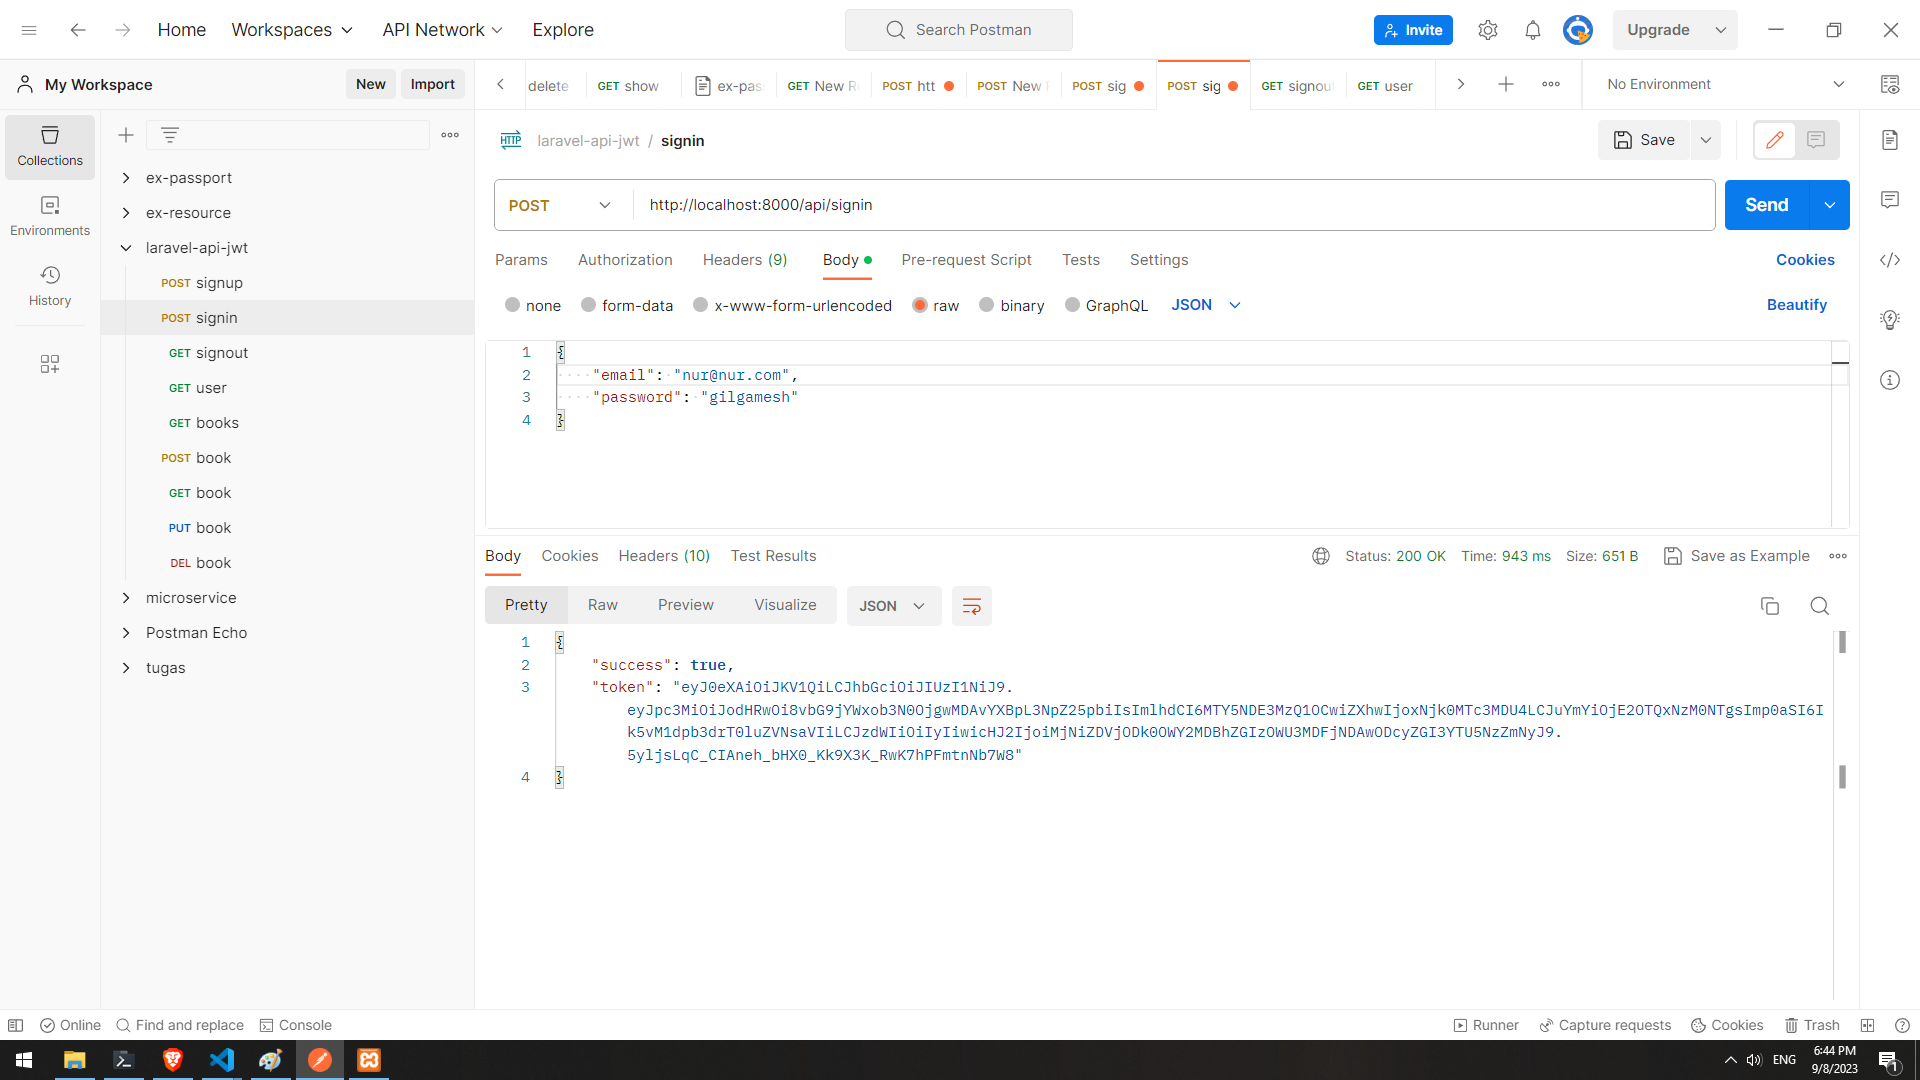 Home
Workspaces
API Network
Explore
Search Postman
Invite
Upgrade
My Workspace
New
Import
delete
GET show
ex-pas
GET New R
POST htt
POST New
POST sig
POST sig
GET signout
GET user
No Environment
Collections
Environments
History
ex-passport
ex-resource
laravel-api-jwt
POST signup
POST signin
GET signout
GET user
GET books
POST book
GET book
PUT book
DEL book
microservice
Postman Echo
tugas
HTTP laravel-api-jwt / signin
Save
POST
http://localhost:8000/api/signin
Send
Params
Authorization
Headers (9)
Body
Pre-request Script
Tests
Settings
Cookies
none
form-data
x-www-form-urlencoded
raw
binary
GraphQL
JSON
Beautify
1 {
2 "email": "nur@nur.com",
3 "password": "gilgamesh"
4 }
Body
Cookies
Headers (10)
Test Results
Status: 200 OK
Time: 943 ms
Size: 651 B
Save as Example
Pretty
Raw
Preview
Visualize
JSON
1 {
2 "success": true,
3 "token": "eyJ0eXAiOiJKV1QiLCJhbGciOiJIUzI1NiJ9.
eyJpc3MiOiJodHRwOi8vbG9jYWxob3N0OjgwMDAvYXBpL3NpZ25pbiIsImlhdCI6MTY5NDE3MzQ1OCwiZXhwIjoxNjk0MTc3MDU4LCJuYmYiOjE2OTQxNzM0NTgsImp0aSI6I
k5vM1dpb3drT0luZVNsaVIiLCJzdWIiOiIyIiwicHJ2IjoiMjNiZDVjODk0OWY2MDBhZGIzOWU3MDFjNDAwODcyZGI3YTU5NzZmNyJ9.
5yljsLqC_CIAneh_bHX0_Kk9X3K_RwK7hPFmtnNb7W8"
4 }
Online
Find and replace
Console
Runner
Capture requests
Cookies
Trash
ENG
6:44 PM
9/8/2023
1